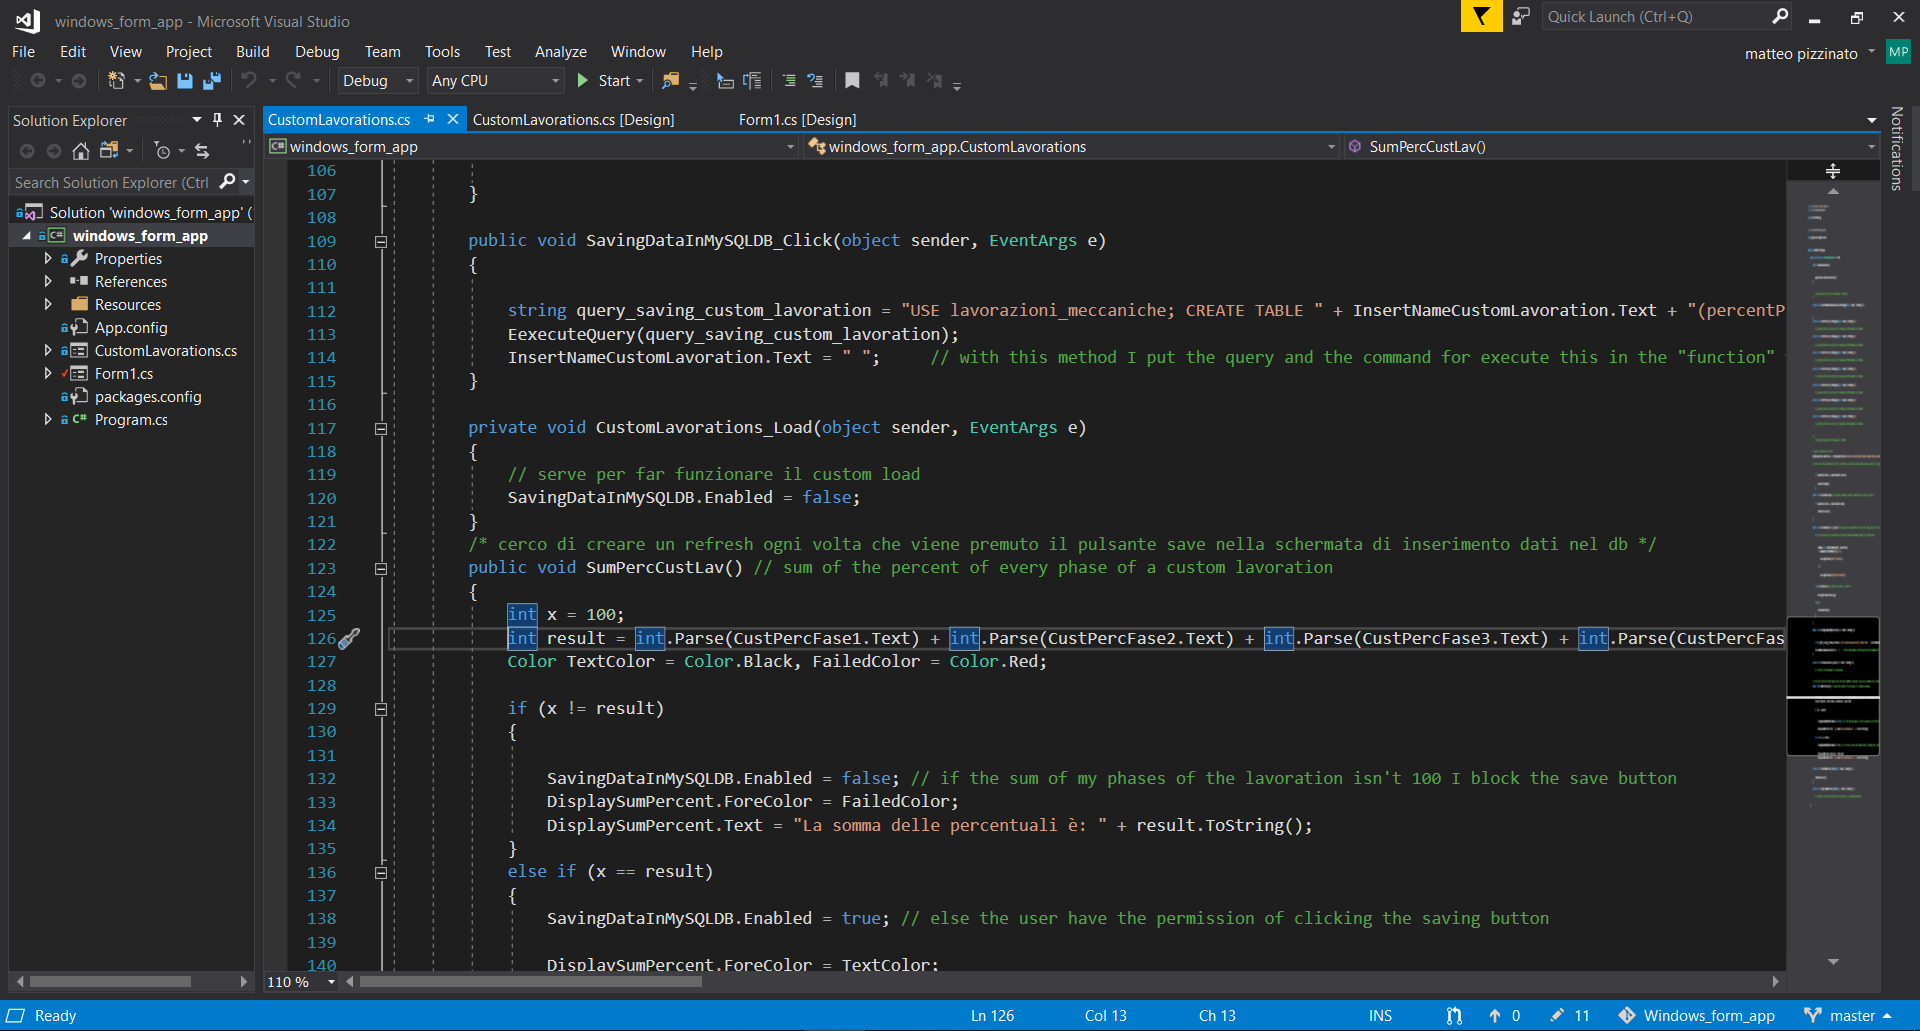 windows_form_app - Microsoft Visual Studio
Quick Launch (Ctrl+Q)
File Edit View Project Build Debug Team Tools Test Analyze Window Help
matteo pizzinato MP
Debug Any CPU Start
Solution Explorer
Search Solution Explorer (Ctrl
Solution 'windows_form_app' (
C# windows_form_app
Properties
References
Resources
App.config
CustomLavorations.cs
Form1.cs
packages.config
C# Program.cs
CustomLavorations.cs CustomLavorations.cs [Design] Form1.cs [Design]
C# windows_form_app windows_form_app.CustomLavorations SumPercCustLav()
Notifications
106
107 }
108
109 public void SavingDataInMySQLDB_Click(object sender, EventArgs e)
110 {
111
112 string query_saving_custom_lavoration = "USE lavorazioni_meccaniche; CREATE TABLE " + InsertNameCustomLavoration.Text + "(percentP
113 EexecuteQuery(query_saving_custom_lavoration);
114 InsertNameCustomLavoration.Text = " "; // with this method I put the query and the command for execute this in the "function"
115 }
116
117 private void CustomLavorations_Load(object sender, EventArgs e)
118 {
119 // serve per far funzionare il custom load
120 SavingDataInMySQLDB.Enabled = false;
121 }
122 /* cerco di creare un refresh ogni volta che viene premuto il pulsante save nella schermata di inserimento dati nel db */
123 public void SumPercCustLav() // sum of the percent of every phase of a custom lavoration
124 {
125 int x = 100;
126 int result = int.Parse(CustPercFase1.Text) + int.Parse(CustPercFase2.Text) + int.Parse(CustPercFase3.Text) + int.Parse(CustPercFas
127 Color TextColor = Color.Black, FailedColor = Color.Red;
128
129 if (x != result)
130 {
131
132 SavingDataInMySQLDB.Enabled = false; // if the sum of my phases of the lavoration isn't 100 I block the save button
133 DisplaySumPercent.ForeColor = FailedColor;
134 DisplaySumPercent.Text = "La somma delle percentuali è: " + result.ToString();
135 }
136 else if (x == result)
137 {
138 SavingDataInMySQLDB.Enabled = true; // else the user have the permission of clicking the saving button
139
140 DisplaySumPercent.ForeColor = TextColor;
110 %
Ready Ln 126 Col 13 Ch 13 INS 0 11 Windows_form_app master